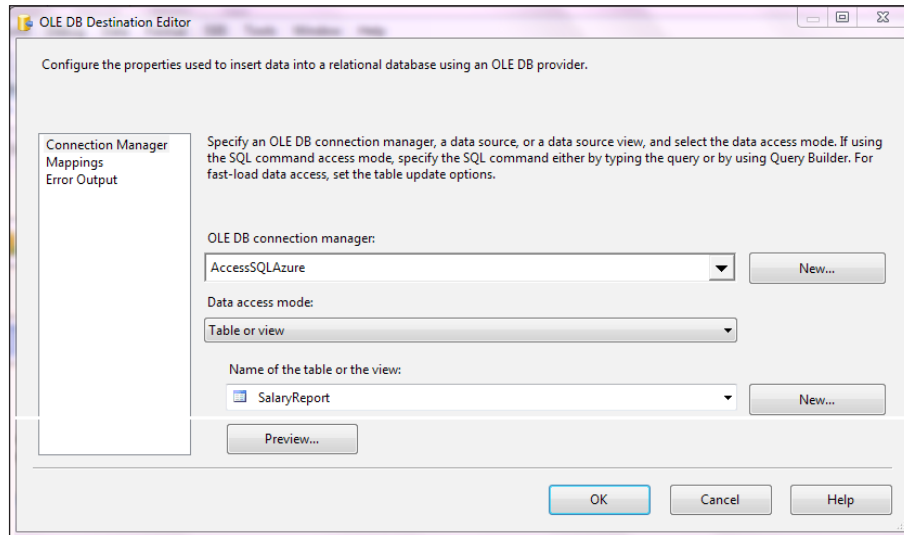 OLE DB Destination Editor
Configure the properties used to insert data into a relational database using an OLE DB provider.
Connection Manager
Mappings
Error Output
Specify an OLE DB connection manager, a data source, or a data source view, and select the data access mode. If using
the SQL command access mode, specify the SQL command either by typing the query or by using Query Builder. For
fast-load data access, set the table update options.
OLE DB connection manager:
AccessSQLAzure
New...
Data access mode:
Table or view
Name of the table or the view:
SalaryReport
New...
Preview...
OK
Cancel
Help